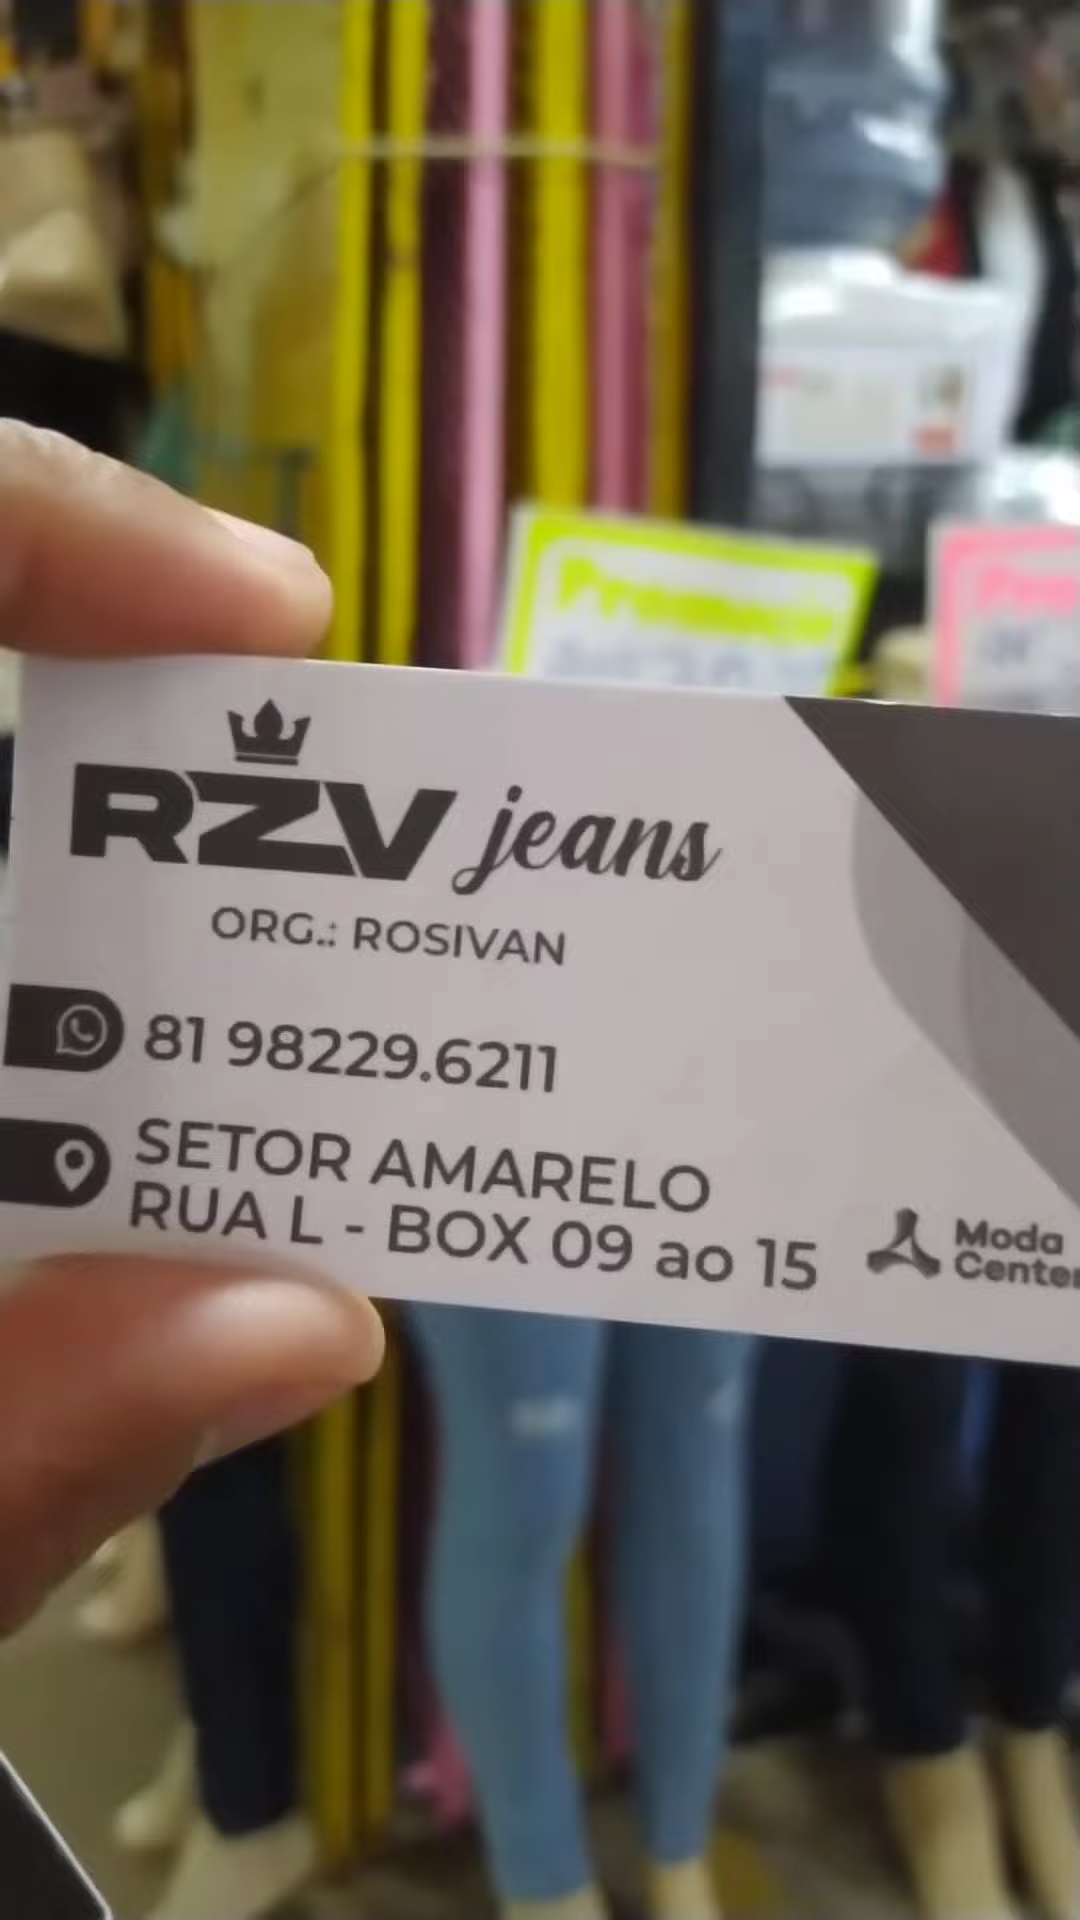 RZV jeans
ORG.: ROSIVAN
81 98229.6211
SETOR AMARELO
RUA L - BOX 09 ao 15
Moda
Center